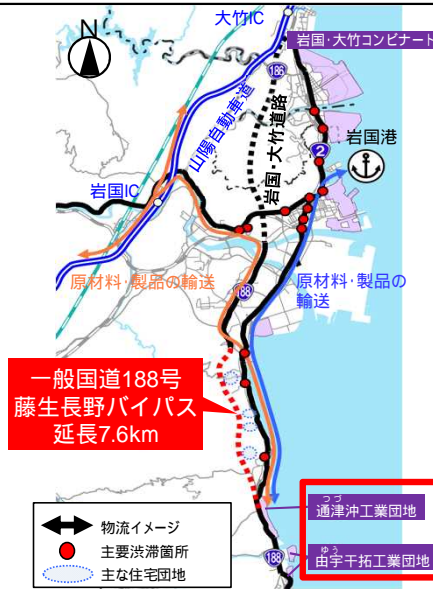 N
大竹IC
岩国・大竹コンビナート
186
山陽自動車道
岩国・大竹道路
2
岩国港
岩国IC
原材料・製品の輸送
原材料・製品の
輸送
188
一般国道188号
藤生長野バイパス
延長7.6km
つづ
通津沖工業団地
ゆう
由宇干拓工業団地
188
物流イメージ
主要渋滞箇所
主な住宅団地